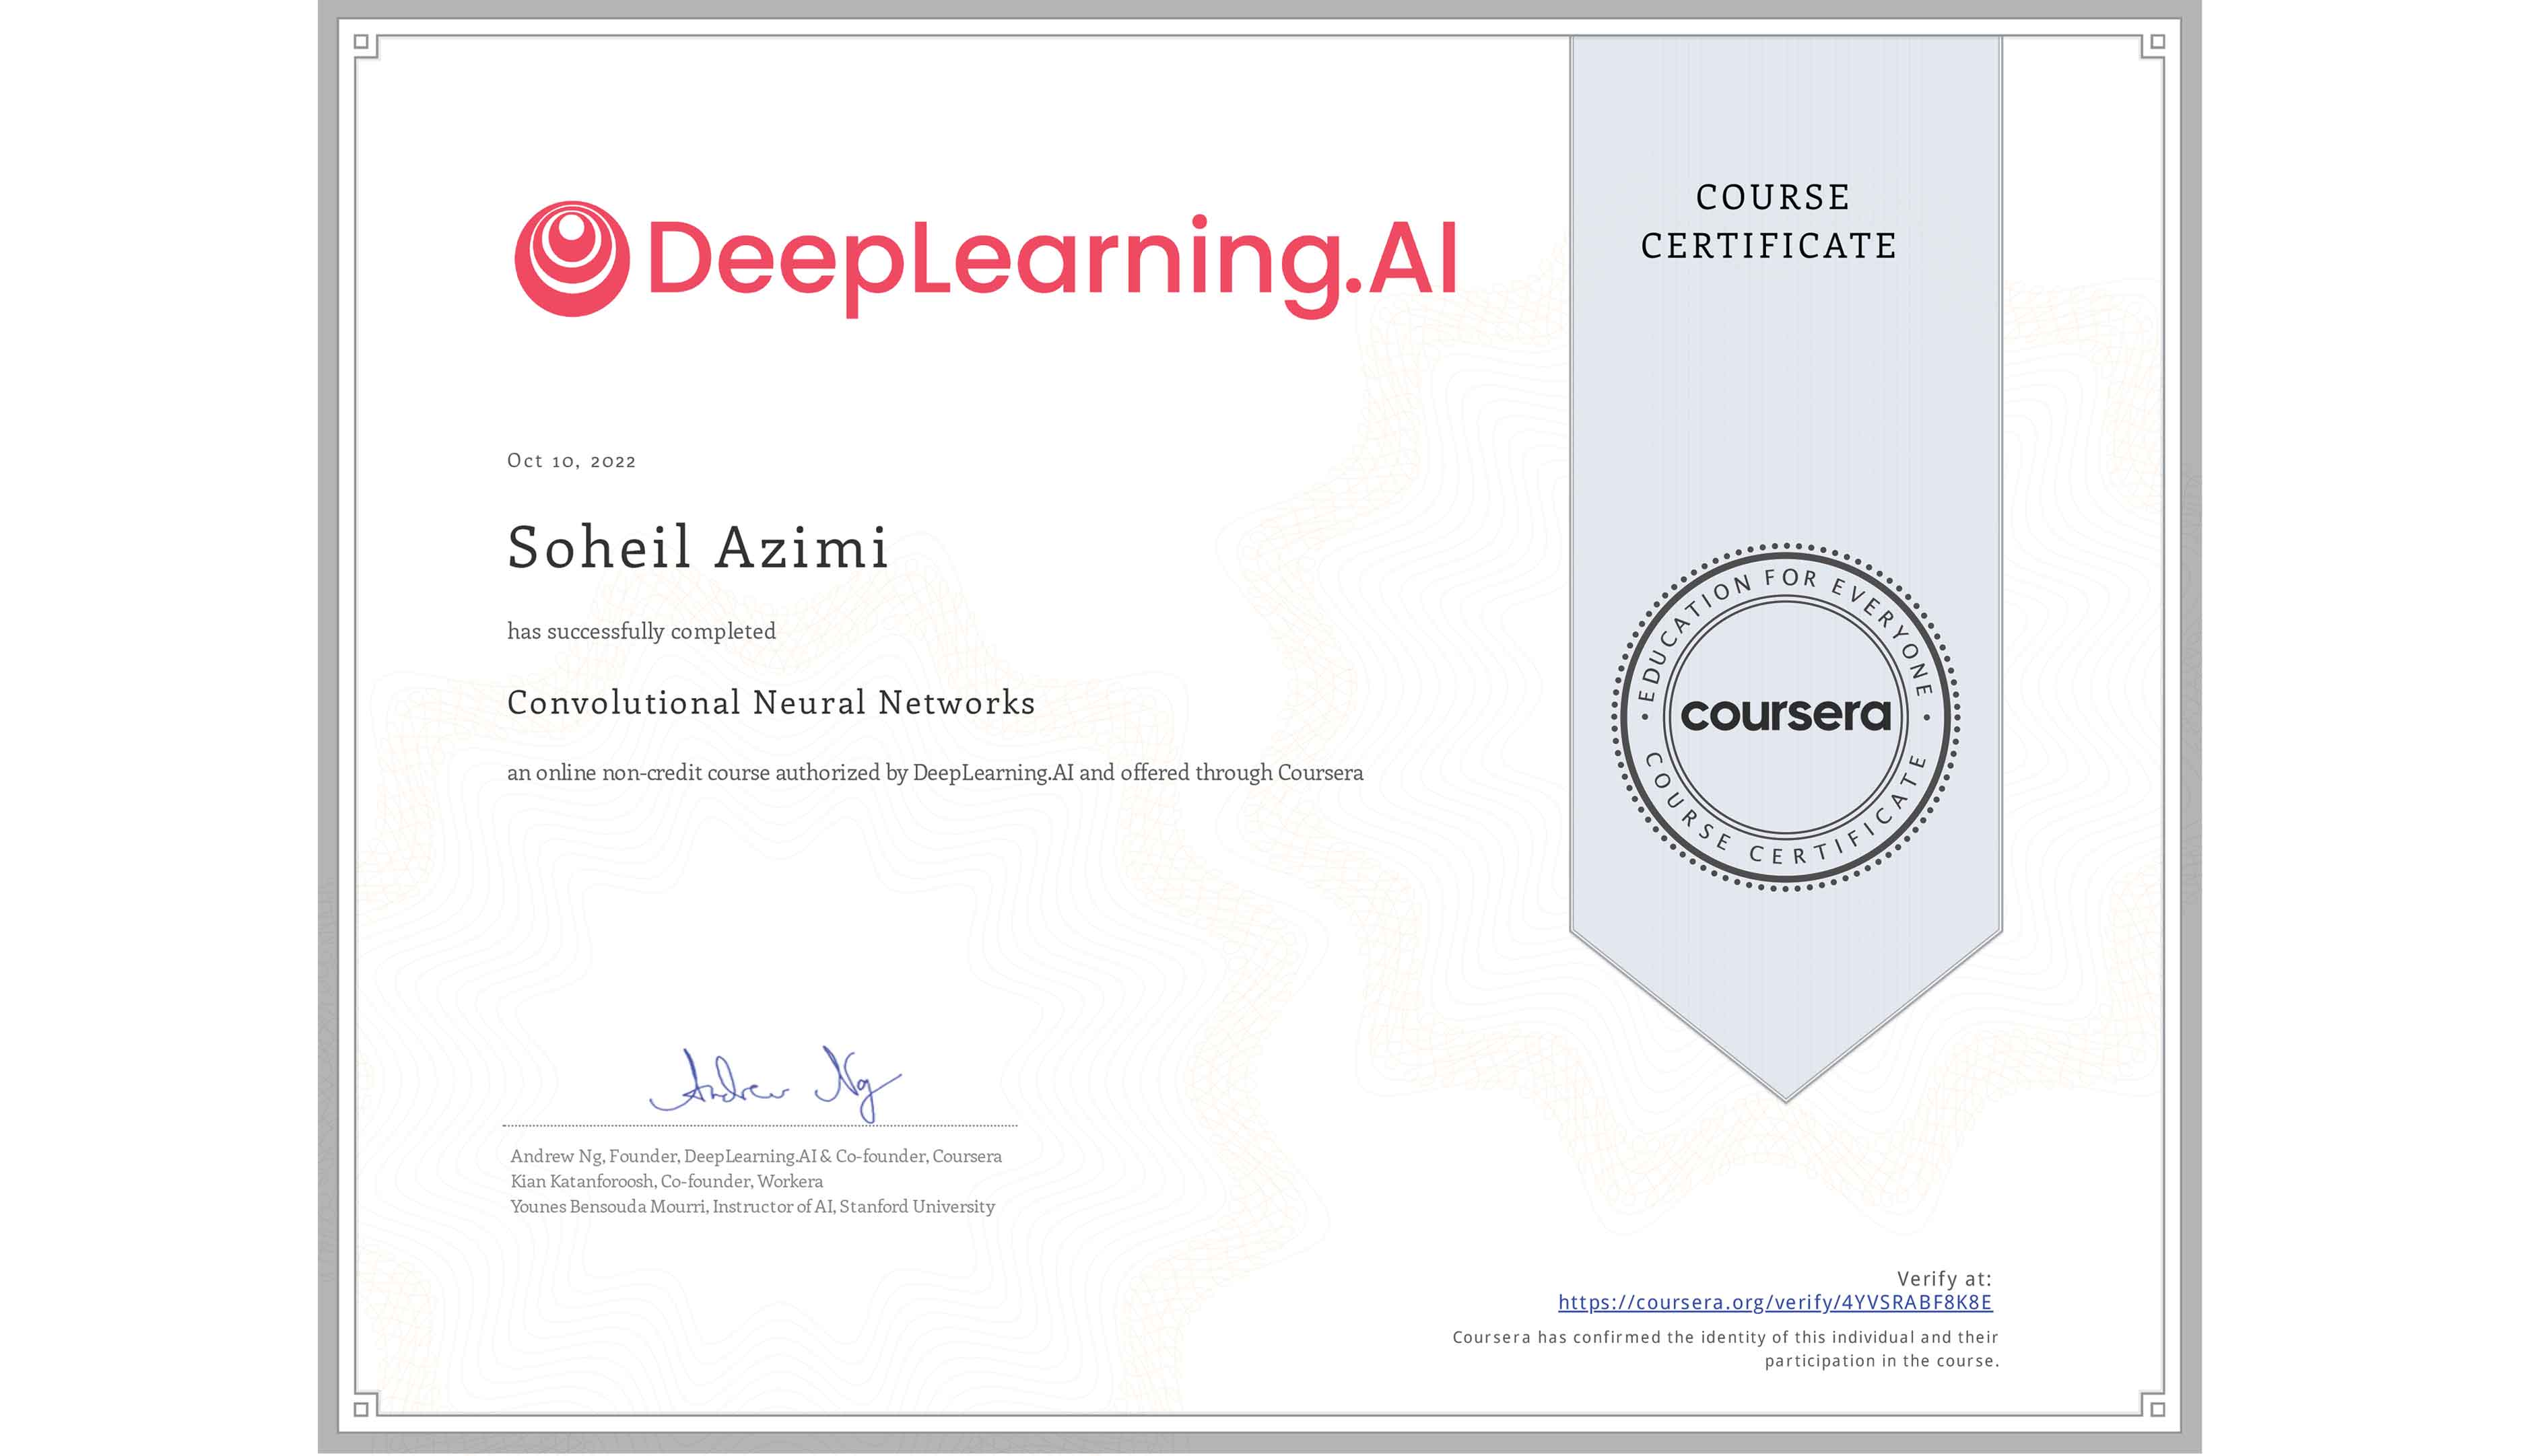 DeepLearning.AI
COURSE
CERTIFICATE
Oct 10, 2022
Soheil Azimi
has successfully completed
Convolutional Neural Networks
an online non-credit course authorized by DeepLearning.AI and offered through Coursera
EDUCATION FOR EVERYONE
coursera
COURSE CERTIFICATE
Andrew Ng
Andrew Ng, Founder, DeepLearning.AI & Co-founder, Coursera
Kian Katanforoosh, Co-founder, Workera
Younes Bensouda Mourri, Instructor of AI, Stanford University
Verify at:
https://coursera.org/verify/4YVSRABF8K8E
Coursera has confirmed the identity of this individual and their
participation in the course.